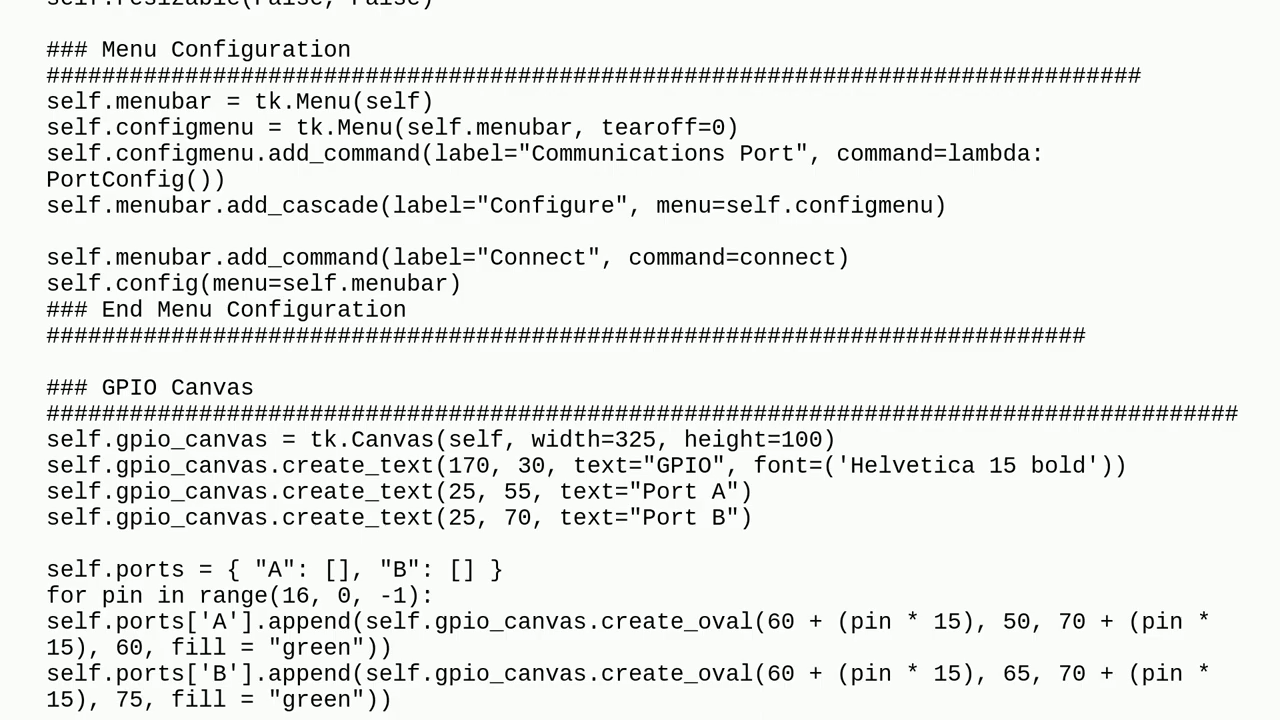 self.resizable(False, False)
### Menu Configuration
###############################################################################
self.menubar = tk.Menu(self)
self.configmenu = tk.Menu(self.menubar, tearoff=0)
self.configmenu.add_command(label="Communications Port", command=lambda:
PortConfig())
self.menubar.add_cascade(label="Configure", menu=self.configmenu)
self.menubar.add_command(label="Connect", command=connect)
self.config(menu=self.menubar)
### End Menu Configuration
###########################################################################
### GPIO Canvas
######################################################################################
self.gpio_canvas = tk.Canvas(self, width=325, height=100)
self.gpio_canvas.create_text(170, 30, text="GPIO", font=('Helvetica 15 bold'))
self.gpio_canvas.create_text(25, 55, text="Port A")
self.gpio_canvas.create_text(25, 70, text="Port B")
self.ports = { "A": [], "B": [] }
for pin in range(16, 0, -1):
self.ports['A'].append(self.gpio_canvas.create_oval(60 + (pin * 15), 50, 70 + (pin *
15), 60, fill = "green"))
self.ports['B'].append(self.gpio_canvas.create_oval(60 + (pin * 15), 65, 70 + (pin *
15), 75, fill = "green"))